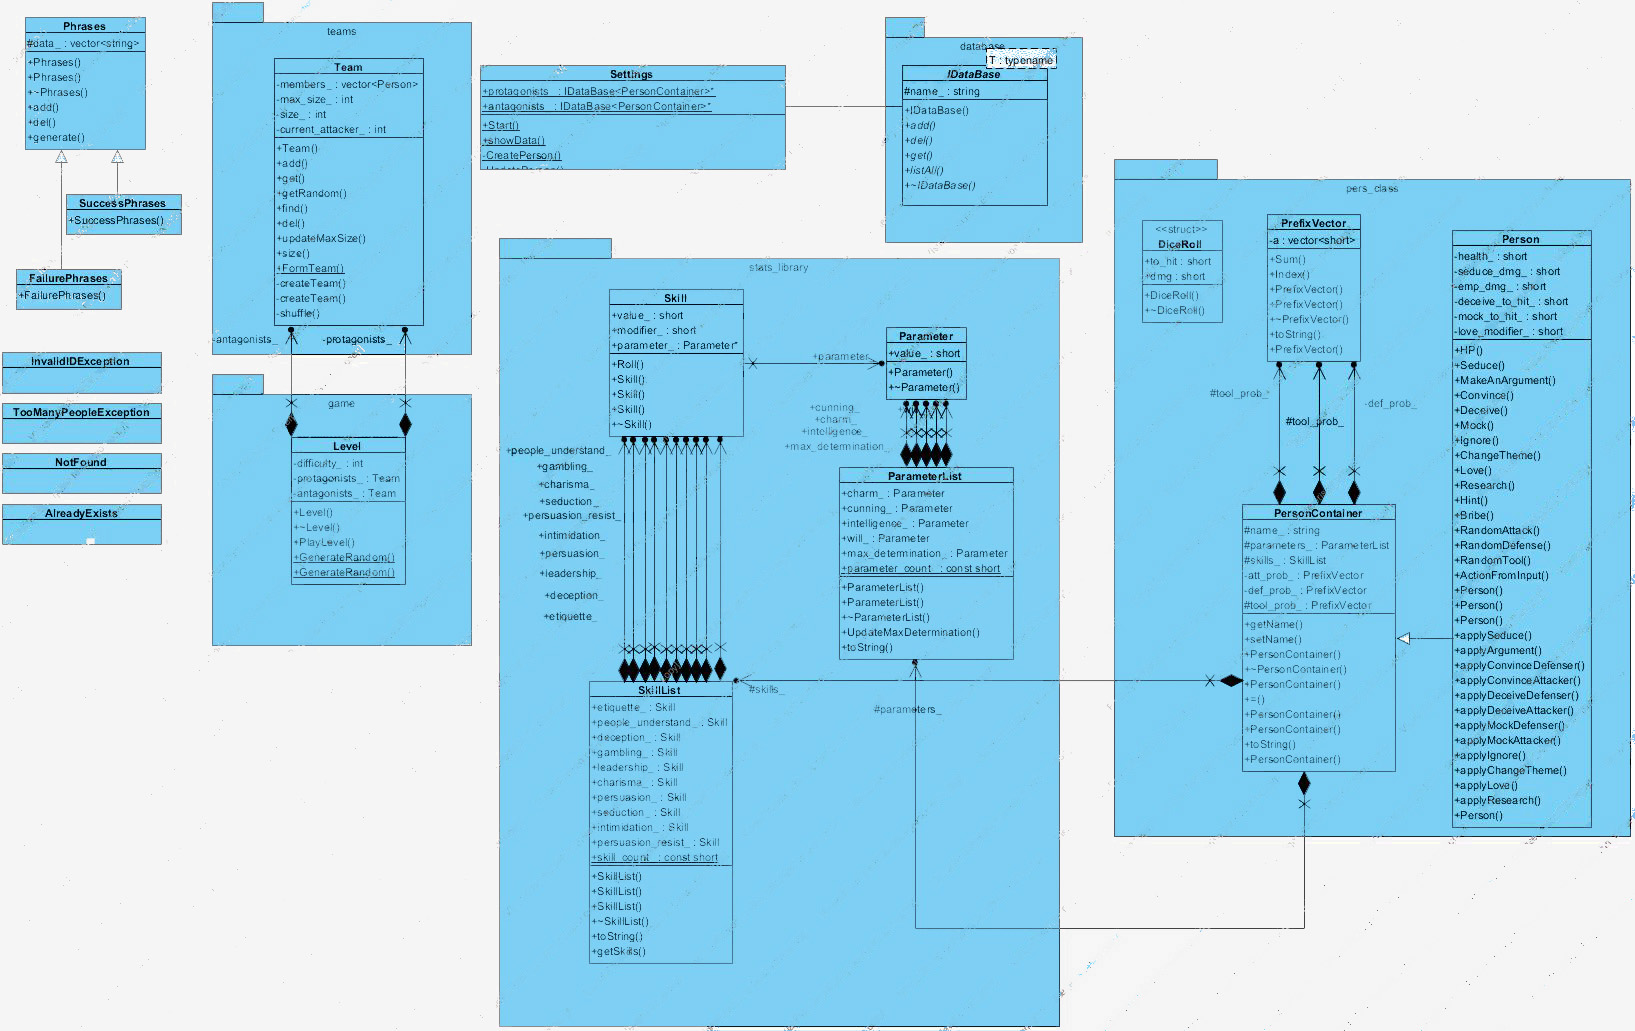 Phrases
#data_ : vector<string>
+Phrases()
+Phrases()
+~Phrases()
+add()
+del()
+generate()
SuccessPhrases
+SuccessPhrases()
FailurePhrases
+FailurePhrases()
InvalidIDException
TooManyPeopleException
NotFound
AlreadyExists
teams
Team
-members_ : vector<Person>
-max_size_ : int
-size_ : int
-current_attacker_ : int
+Team()
+add()
+get()
+getRandom()
+find()
+del()
+updateMaxSize()
+size()
+FormTeam()
-createTeam()
-createTeam()
-shuffle()
-antagonists_
-protagonists_
game
Level
-difficulty_ : int
-protagonists_ : Team
-antagonists_ : Team
+Level()
+~Level()
+PlayLevel()
+GenerateRandom()
+GenerateRandom()
Settings
+protagonists_ : IDataBase<PersonContainer>*
+antagonists_ : IDataBase<PersonContainer>*
+Start()
+showData()
-CreatePerson()
database
T : typename
IDataBase
#name_ : string
+IDataBase()
+add()
+del()
+get()
+listAll()
+~IDataBase()
stats_library
Skill
+value_ : short
+modifier_ : short
+parameter_ : Parameter*
+Roll()
+Skill()
+Skill()
+Skill()
+~Skill()
+parameter_
Parameter
+value_ : short
+Parameter()
+~Parameter()
+cunning_
+charm_
+intelligence_
+max_determination_
ParameterList
+charm_ : Parameter
+cunning_ : Parameter
+intelligence_ : Parameter
+will_ : Parameter
+max_determination_ : Parameter
+parameter_count_ : const short
+ParameterList()
+ParameterList()
+~ParameterList()
+UpdateMaxDetermination()
+toString()
+people_understand_
+gambling_
+charisma_
+seduction_
+persuasion_resist_
+intimidation_
+persuasion_
+leadership_
+deception_
+etiquette_
SkillList
+etiquette_ : Skill
+people_understand_ : Skill
+deception_ : Skill
+gambling_ : Skill
+leadership_ : Skill
+charisma_ : Skill
+persuasion_ : Skill
+seduction_ : Skill
+intimidation_ : Skill
+persuasion_resist_ : Skill
+skill_count_ : const short
+SkillList()
+SkillList()
+SkillList()
+~SkillList()
+toString()
+getSkills()
#skills_
#parameters_
pers_class
<<struct>>
DiceRoll
+to_hit : short
+dmg : short
+DiceRoll()
+~DiceRoll()
PrefixVector
-a : vector<short>
+Sum()
+Index()
+PrefixVector()
+PrefixVector()
+~PrefixVector()
+toString()
+PrefixVector()
#tool_prob_
#tool_prob_
-def_prob_
PersonContainer
#name_ : string
#parameters_ : ParameterList
#skills_ : SkillList
-att_prob_ : PrefixVector
-def_prob_ : PrefixVector
#tool_prob_ : PrefixVector
+getName()
+setName()
+PersonContainer()
+~PersonContainer()
+PersonContainer()
+=()
+PersonContainer()
+PersonContainer()
+toString()
+PersonContainer()
Person
-health_ : short
-seduce_dmg_ : short
-emp_dmg_ : short
-deceive_to_hit_ : short
-mock_to_hit_ : short
-love_modifier_ : short
+HP()
+Seduce()
+MakeAnArgument()
+Convince()
+Deceive()
+Mock()
+Ignore()
+ChangeTheme()
+Love()
+Research()
+Hint()
+Bribe()
+RandomAttack()
+RandomDefense()
+RandomTool()
+ActionFromInput()
+Person()
+Person()
+Person()
+applySeduce()
+applyArgument()
+applyConvinceDefenser()
+applyConvinceAttacker()
+applyDeceiveDefenser()
+applyDeceiveAttacker()
+applyMockDefenser()
+applyMockAttacker()
+applyIgnore()
+applyChangeTheme()
+applyLove()
+applyResearch()
+Person()